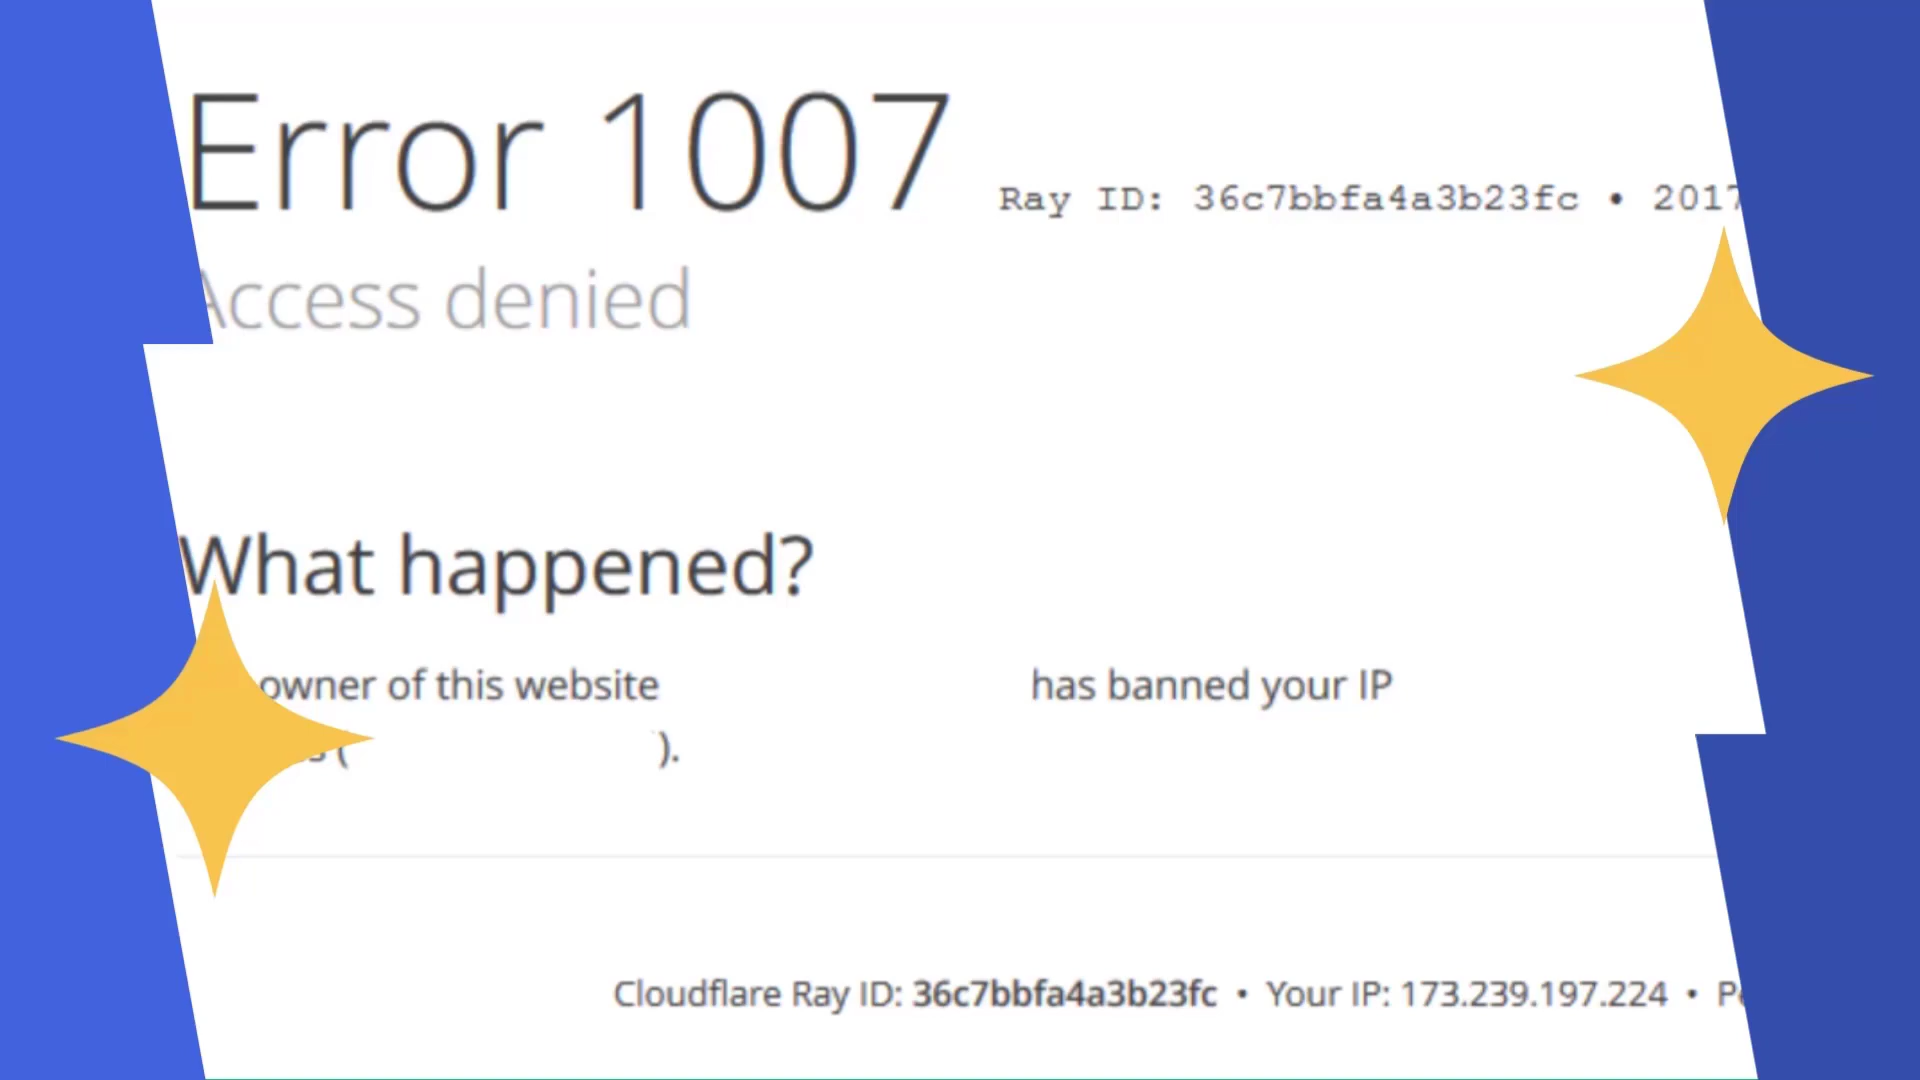 Error 1007
Ray ID: 36c7bbfa4a3b23fc • 2017
Access denied
What happened?
owner of this website has banned your IP
s ( ).
Cloudflare Ray ID: 36c7bbfa4a3b23fc • Your IP: 173.239.197.224 •